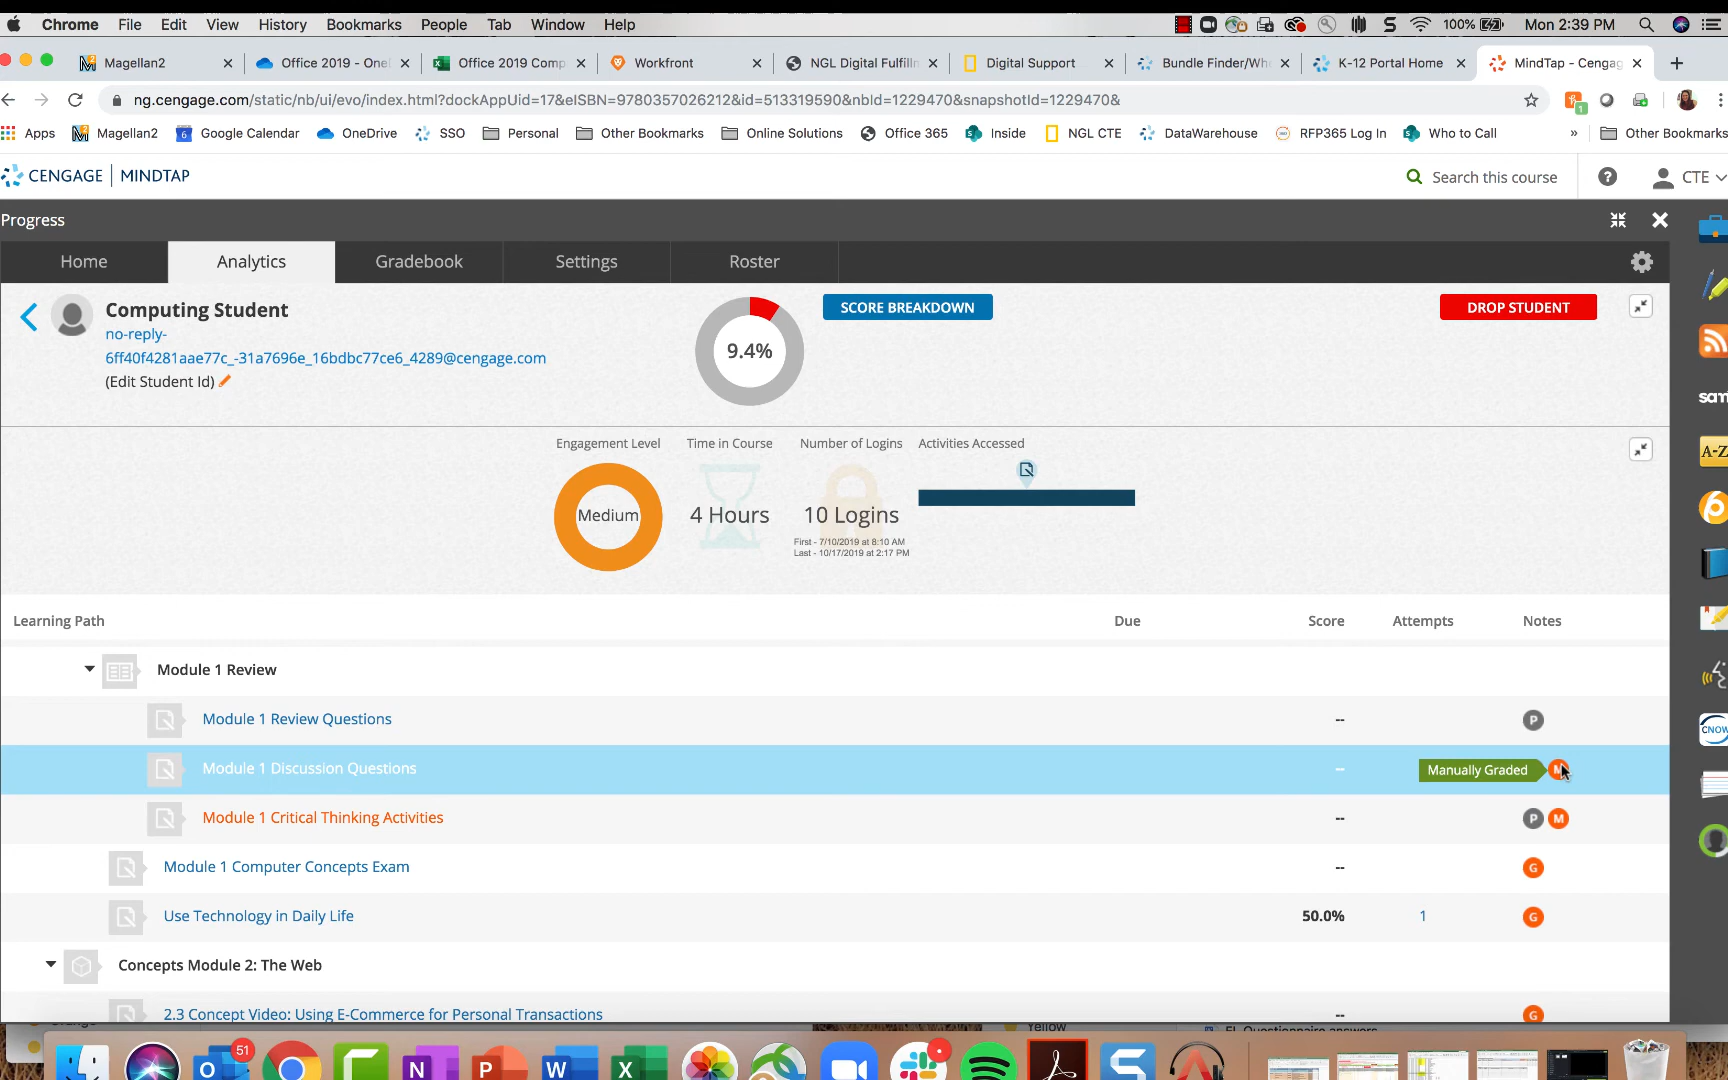 Chrome File Edit View History Bookmarks People Tab Window Help 100% Mon 2:39 PM
Magellan2 Office 2019 - Onel Office 2019 Comp Workfront NGL Digital Fulfilln Digital Support Bundle Finder/Wh K-12 Portal Home MindTap - Cengag
ng.cengage.com/static/nb/ui/evo/index.html?dockAppUid=17&eISBN=9780357026212&id=513319590&nbId=1229470&snapshotId=1229470& 1
Apps Magellan2 Google Calendar OneDrive SSO Personal Other Bookmarks Online Solutions Office 365 Inside NGL CTE DataWarehouse RFP365 Log In Who to Call » Other Bookmarks
CENGAGE MINDTAP Search this course CTE
Progress
Home Analytics Gradebook Settings Roster
Computing Student
no-reply-
6ff40f4281aae77c_-31a7696e_16bdbc77ce6_4289@cengage.com
(Edit Student Id)
9.4%
SCORE BREAKDOWN
DROP STUDENT
Engagement Level Time in Course Number of Logins Activities Accessed
Medium 4 Hours 10 Logins
First - 7/10/2019 at 8:10 AM
Last - 10/17/2019 at 2:17 PM
Learning Path Due Score Attempts Notes
Module 1 Review
Module 1 Review Questions -- P
Module 1 Discussion Questions -- Manually Graded M
Module 1 Critical Thinking Activities -- P M
Module 1 Computer Concepts Exam -- G
Use Technology in Daily Life 50.0% 1 G
Concepts Module 2: The Web
2.3 Concept Video: Using E-Commerce for Personal Transactions -- G
sam
A-Z
CNOW
Yellow
51